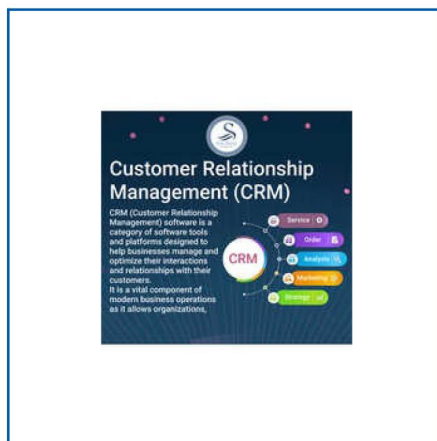 Customer Relationship
Management (CRM)
CRM (Customer Relationship
Management) software is a
category of software tools
and platforms designed to
help businesses manage and
optimize their interactions
and relationships with their
customers.
It is a vital component of
modern business operations
as it allows organizations,
CRM
Service
Order
Analysis
Marketing
Strategy